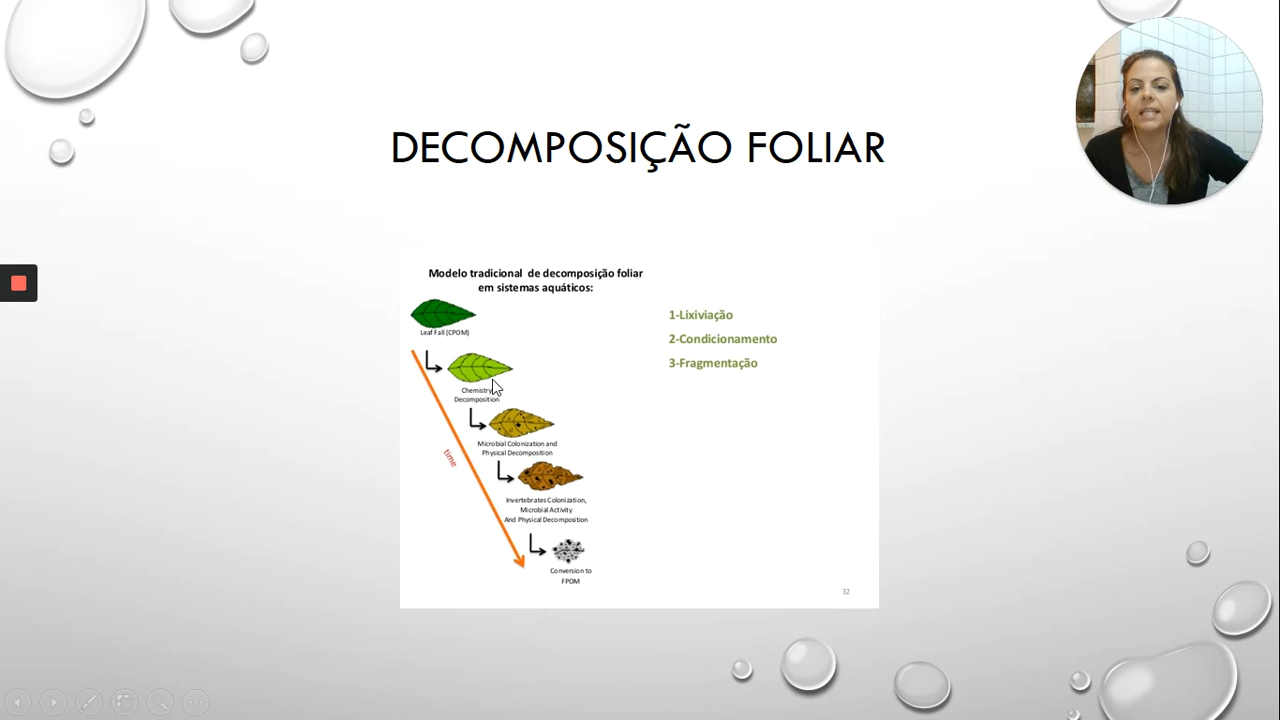 DECOMPOSIÇÃO FOLIAR
Modelo tradicional de decomposição foliar
em sistemas aquáticos:
Leaf Fall (CPOM)
1-Lixiviação
2-Condicionamento
3-Fragmentação
Chemistry
Decomposition
Microbial Colonization and
Physical Decomposition
time
Invertebrates Colonization,
Microbial Activity
And Physical Decomposition
Conversion to
FPOM
32